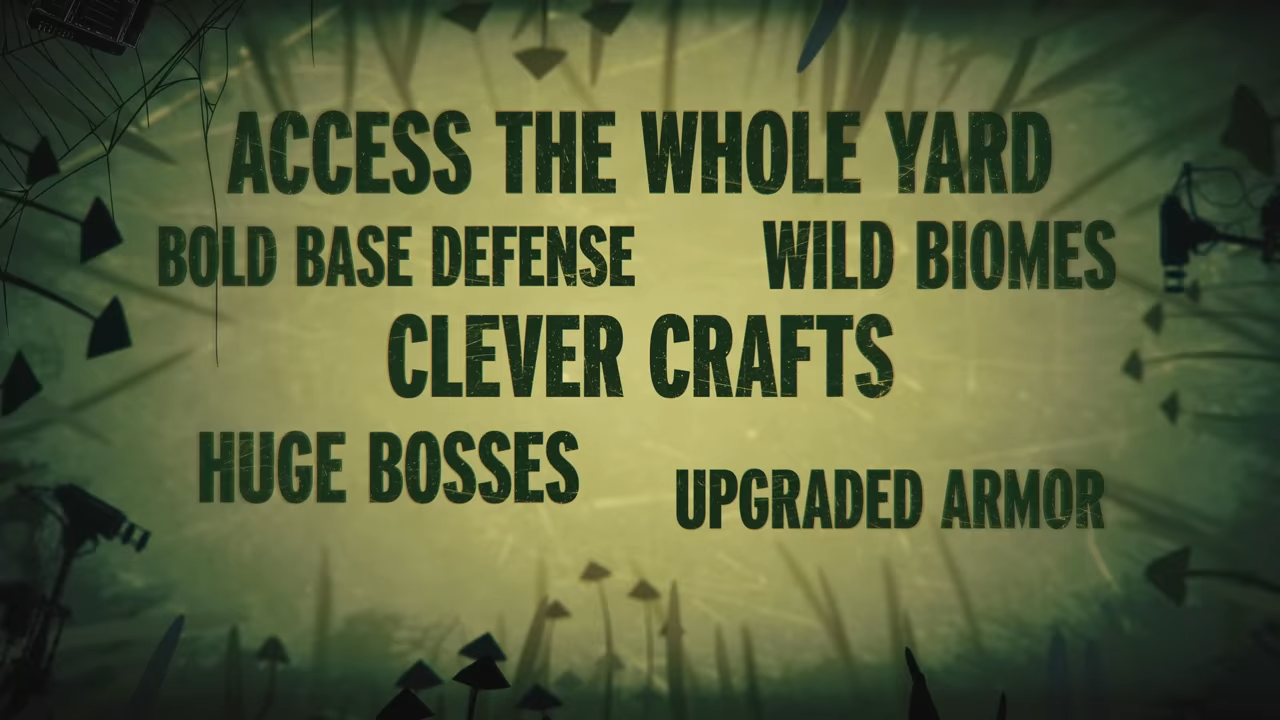 ACCESS THE WHOLE YARD
BOLD BASE DEFENSE
WILD BIOMES
CLEVER CRAFTS
HUGE BOSSES
UPGRADED ARMOR